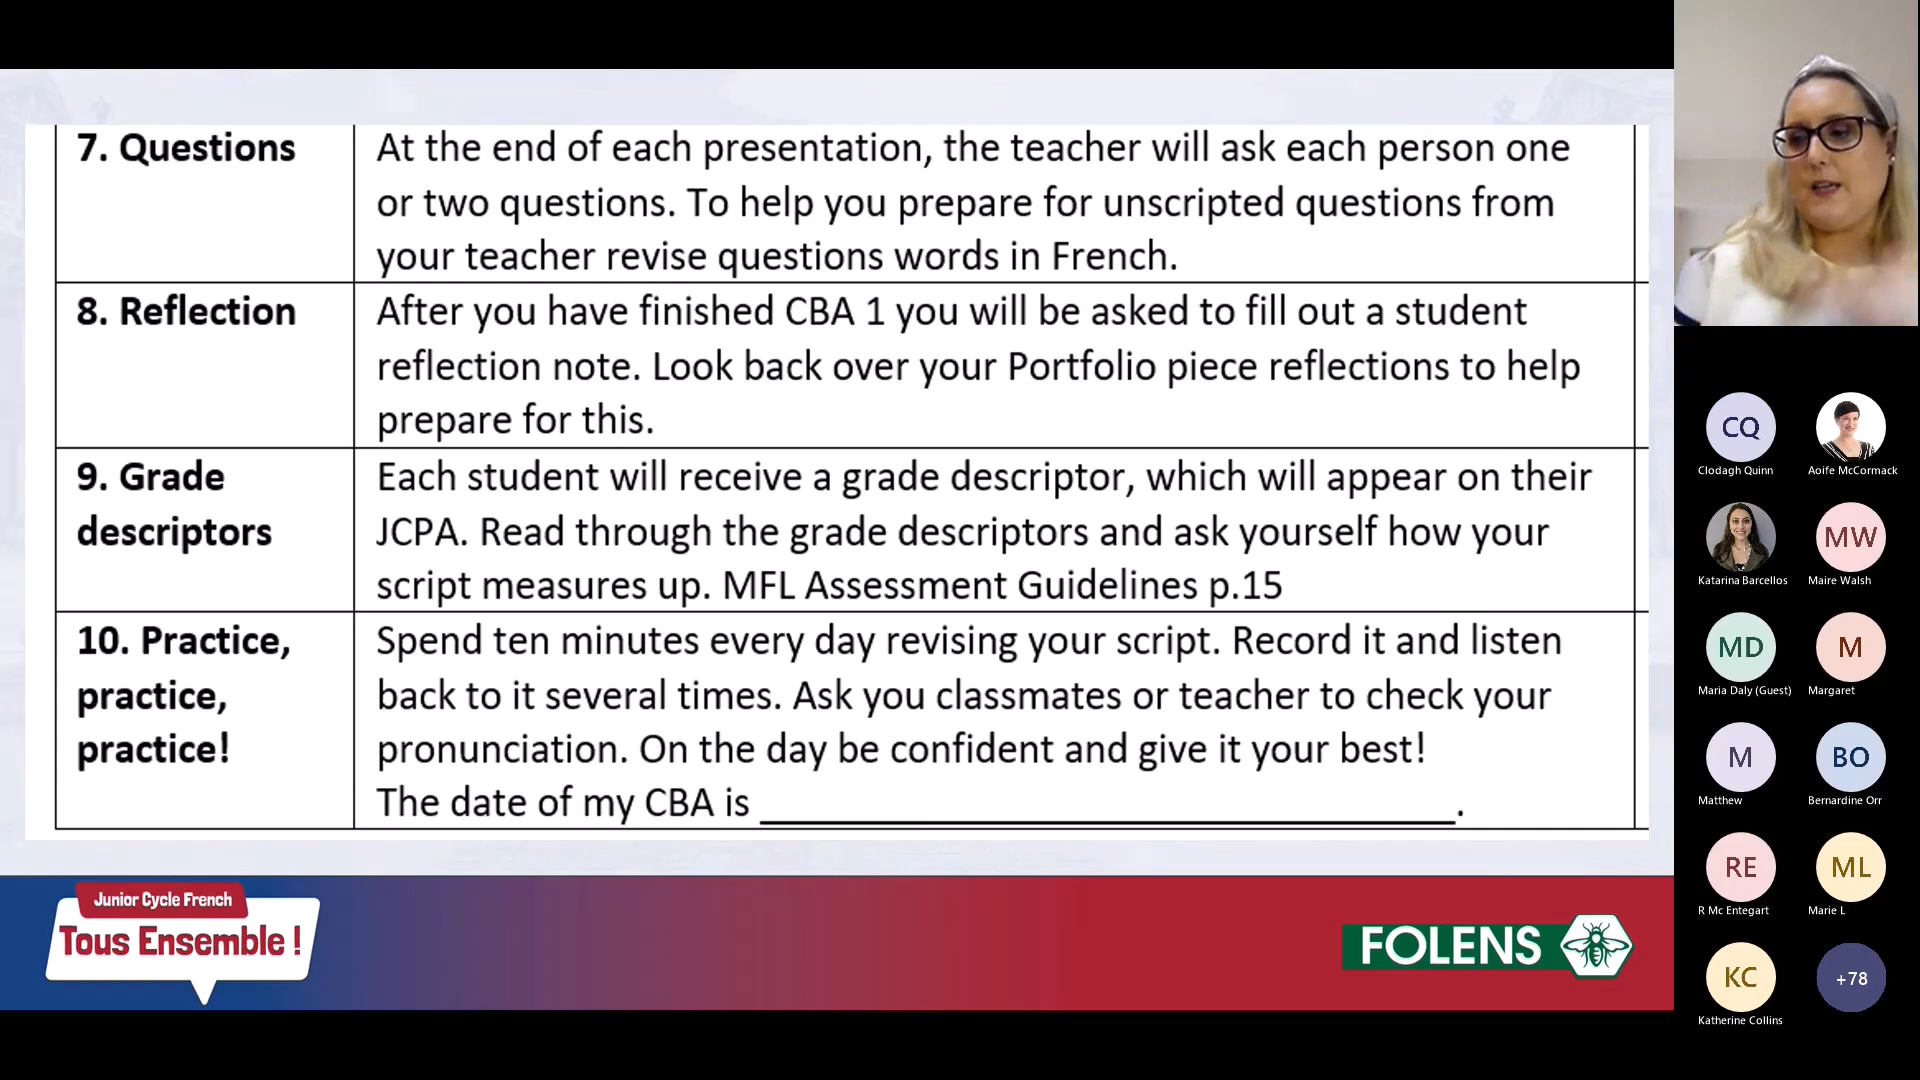 7. Questions
At the end of each presentation, the teacher will ask each person one
or two questions. To help you prepare for unscripted questions from
your teacher revise questions words in French.
8. Reflection
After you have finished CBA 1 you will be asked to fill out a student
reflection note. Look back over your Portfolio piece reflections to help
prepare for this.
9. Grade
descriptors
Each student will receive a grade descriptor, which will appear on their
JCPA. Read through the grade descriptors and ask yourself how your
script measures up. MFL Assessment Guidelines p.15
10. Practice,
practice,
practice!
Spend ten minutes every day revising your script. Record it and listen
back to it several times. Ask you classmates or teacher to check your
pronunciation. On the day be confident and give it your best!
The date of my CBA is ______________________________.
Junior Cycle French
Tous Ensemble !
FOLENS
CQ
Clodagh Quinn
Aoife McCormack
Katarina Barcellos
MW
Maire Walsh
MD
Maria Daly (Guest)
M
Margaret
M
Matthew
BO
Bernardine Orr
RE
R Mc Entegart
ML
Marie L
KC
Katherine Collins
+78